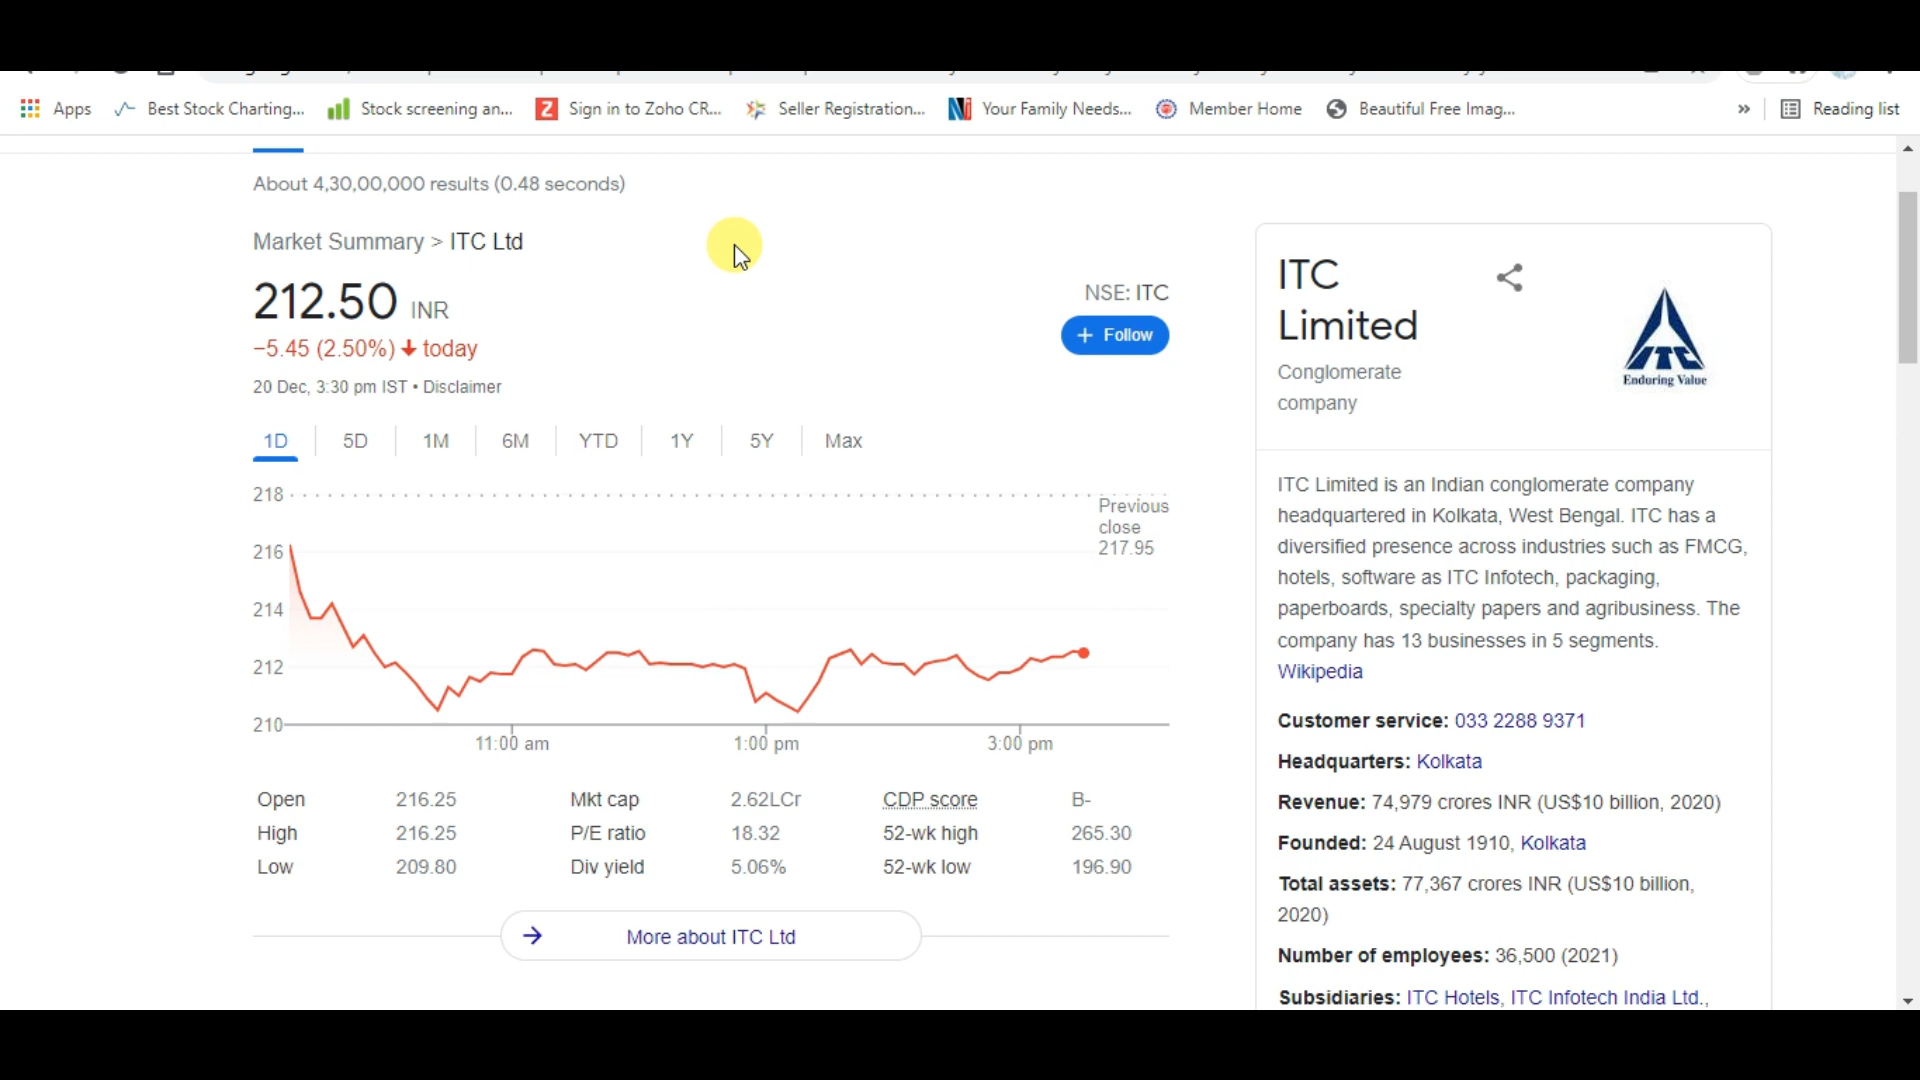 Apps Best Stock Charting... Stock screening an... Sign in to Zoho CR... Seller Registration... Your Family Needs... Member Home Beautiful Free Imag... » Reading list
About 4,30,00,000 results (0.48 seconds)
Market Summary > ITC Ltd
212.50 INR
−5.45 (2.50%) ↓ today
20 Dec, 3:30 pm IST • Disclaimer
NSE: ITC
+ Follow
1D 5D 1M 6M YTD 1Y 5Y Max
218
216
214
212
210
Previous
close
217.95
11:00 am 1:00 pm 3:00 pm
Open 216.25 Mkt cap 2.62LCr CDP score B-
High 216.25 P/E ratio 18.32 52-wk high 265.30
Low 209.80 Div yield 5.06% 52-wk low 196.90
→ More about ITC Ltd
ITC
Limited
Conglomerate
company
ITC
Enduring Value
ITC Limited is an Indian conglomerate company
headquartered in Kolkata, West Bengal. ITC has a
diversified presence across industries such as FMCG,
hotels, software as ITC Infotech, packaging,
paperboards, specialty papers and agribusiness. The
company has 13 businesses in 5 segments.
Wikipedia
Customer service: 033 2288 9371
Headquarters: Kolkata
Revenue: 74,979 crores INR (US$10 billion, 2020)
Founded: 24 August 1910, Kolkata
Total assets: 77,367 crores INR (US$10 billion,
2020)
Number of employees: 36,500 (2021)
Subsidiaries: ITC Hotels, ITC Infotech India Ltd.,